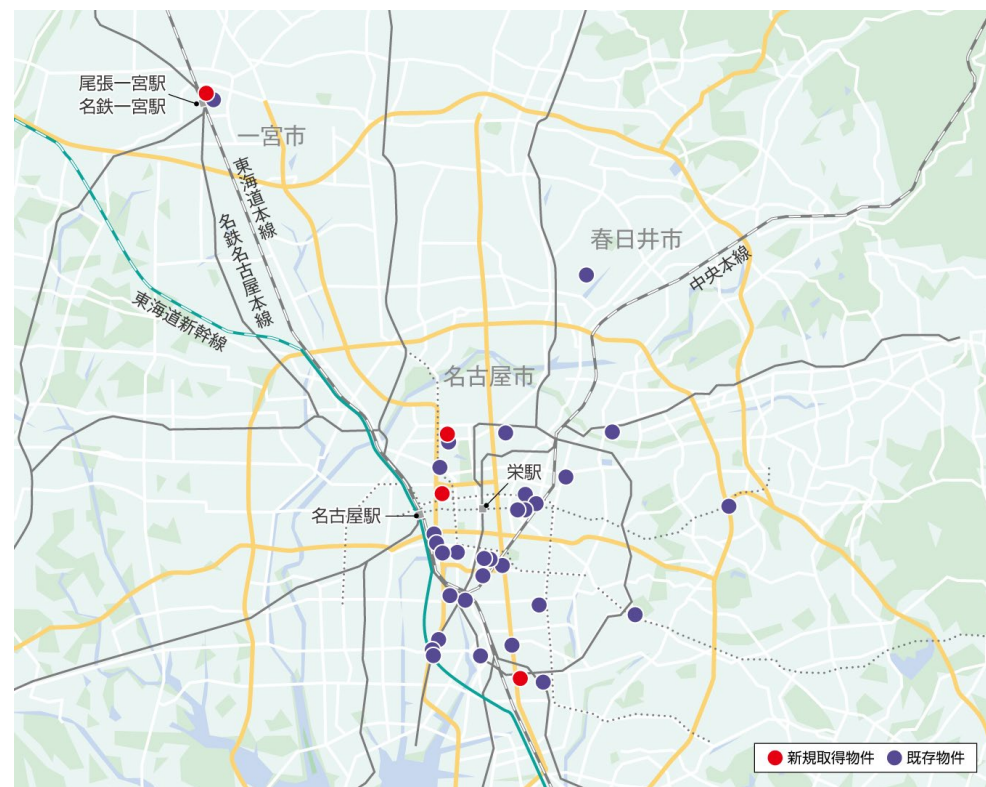 尾張一宮駅
名鉄一宮駅
一宮市
東海道本線
名鉄名古屋本線
春日井市
中央本線
東海道新幹線
名古屋市
栄駅
名古屋駅
新規取得物件
既存物件